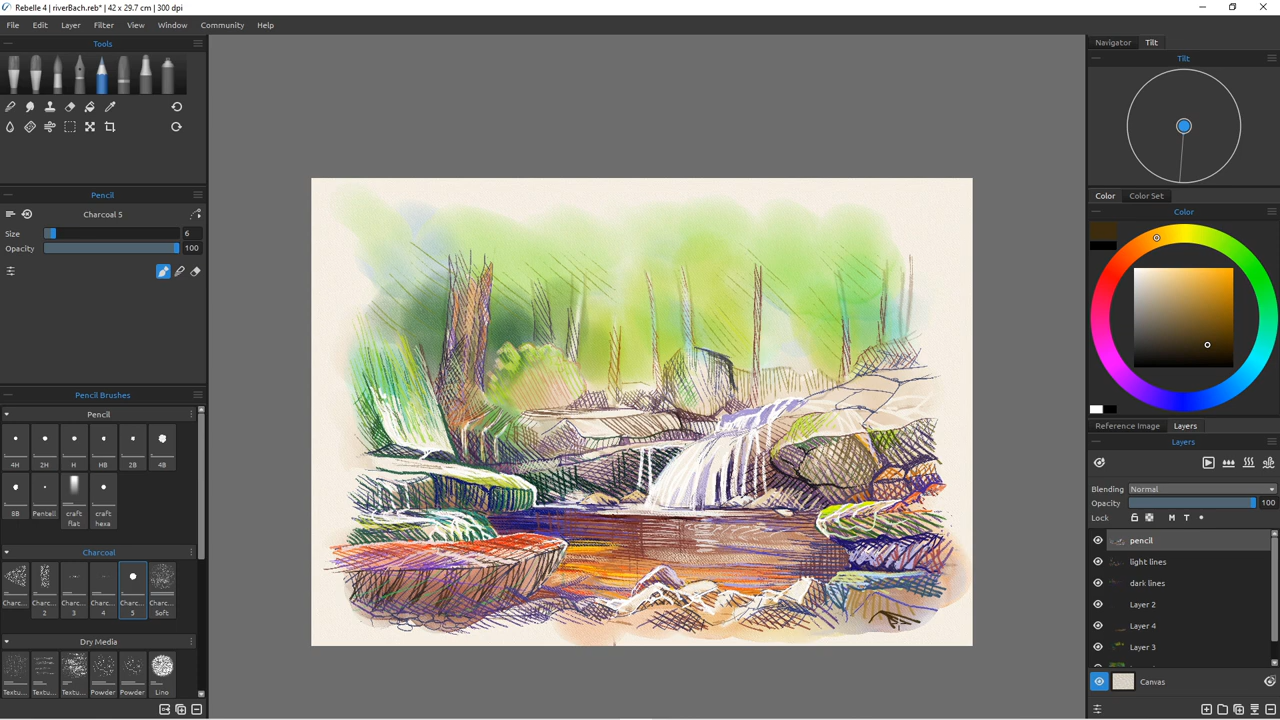 Rebelle 4 | riverBach.reb* | 42 x 29.7 cm | 300 dpi
File Edit Layer Filter View Window Community Help
Tools
Pencil
Charcoal 5
Size 6
Opacity 100
Pencil Brushes
Pencil
4H 2H H HB 2B 4B
8B Pentell craft flat craft hexa
Charcoal
Charc... Charc... 2 Charc... 3 Charc... 4 Charc... 5 Charc... Soft
Dry Media
Textu... Textu... Textu... Powder Powder Lino
Navigator Tilt
Tilt
Color Color Set
Color
Reference Image Layers
Layers
Blending Normal
Opacity 100
Lock M T
pencil
light lines
dark lines
Layer 2
Layer 4
Layer 3
Canvas